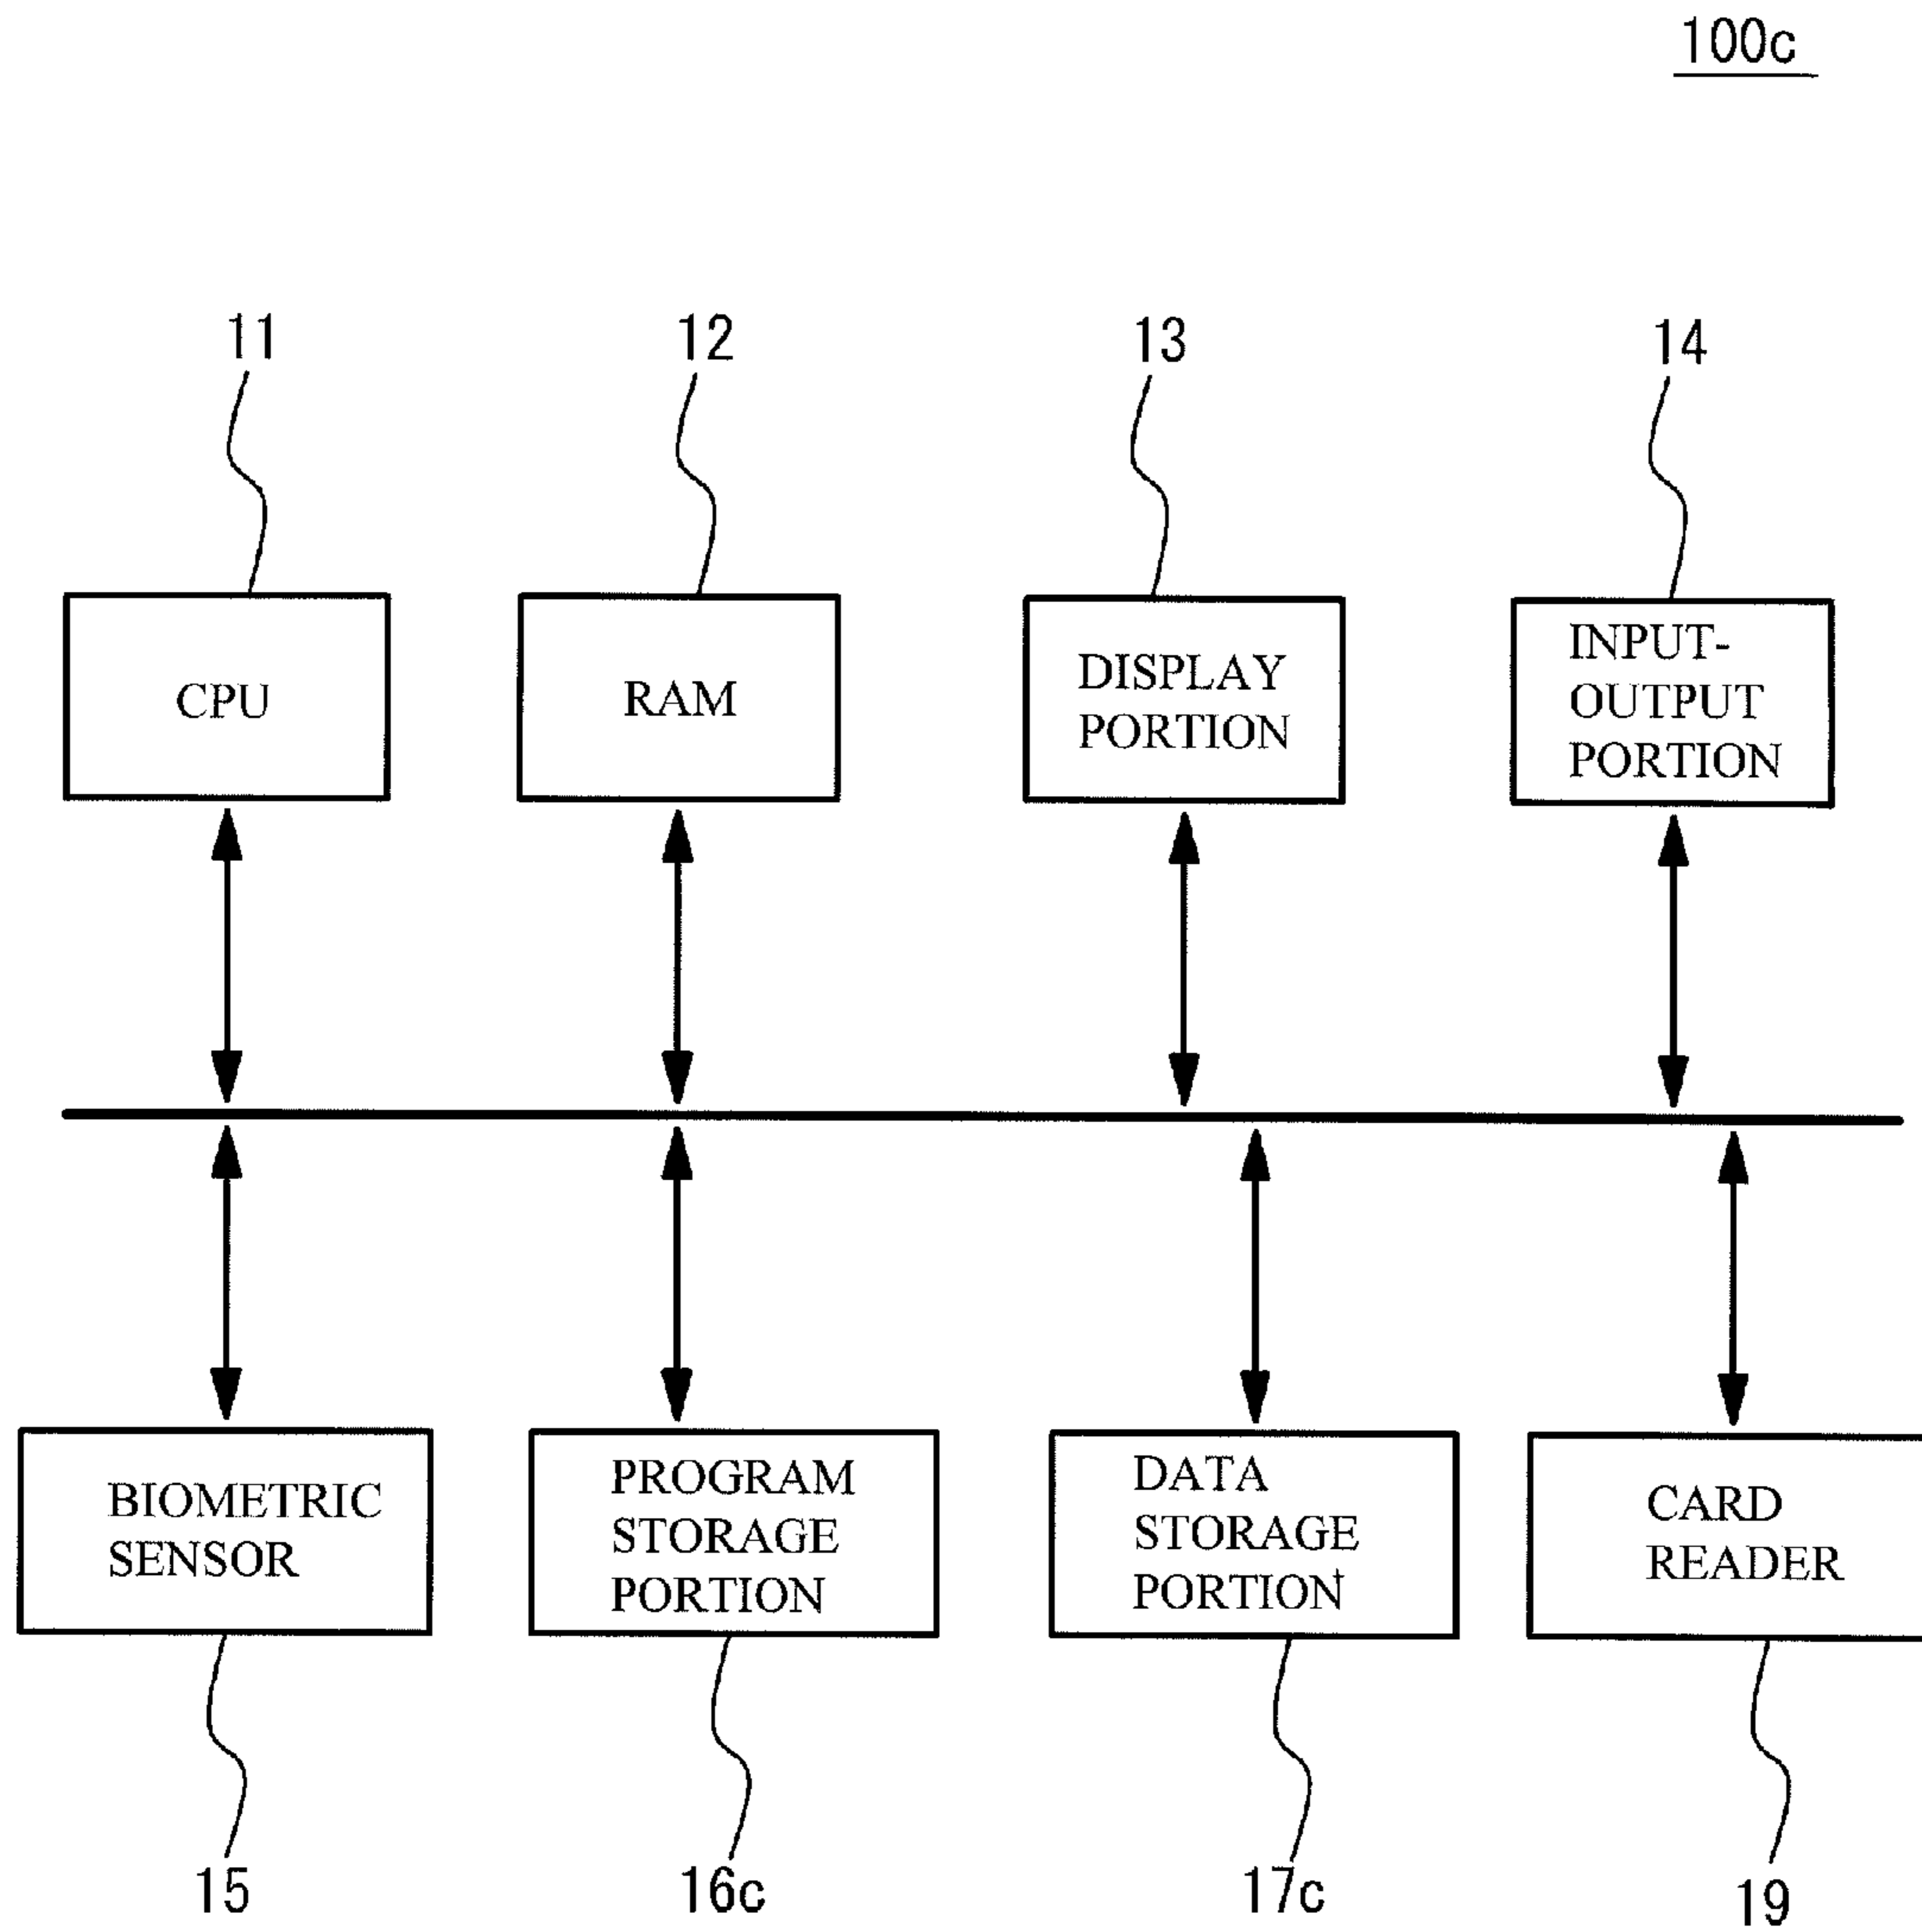 100c
11
12
13
14
CPU
RAM
DISPLAY
PORTION
INPUT-
OUTPUT
PORTION
BIOMETRIC
SENSOR
PROGRAM
STORAGE
PORTION
DATA
STORAGE
PORTION
CARD
READER
15
16c
17c
19